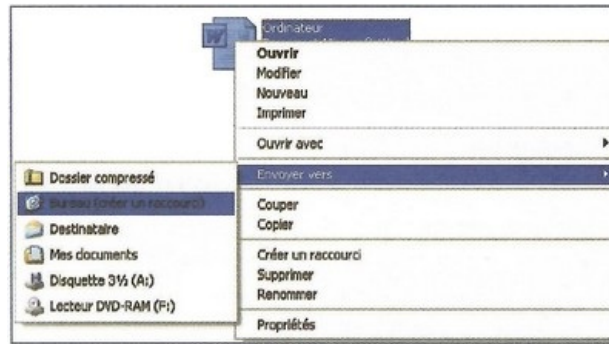 Ordinateur
Ouvrir
Modifier
Nouveau
Imprimer
Ouvrir avec
Envoyer vers
Couper
Copier
Créer un raccourci
Supprimer
Renommer
Propriétés
Dossier compressé
Bureau (créer un raccourci)
Destinataire
Mes documents
Disquette 3½ (A:)
Lecteur DVD-RAM (F:)